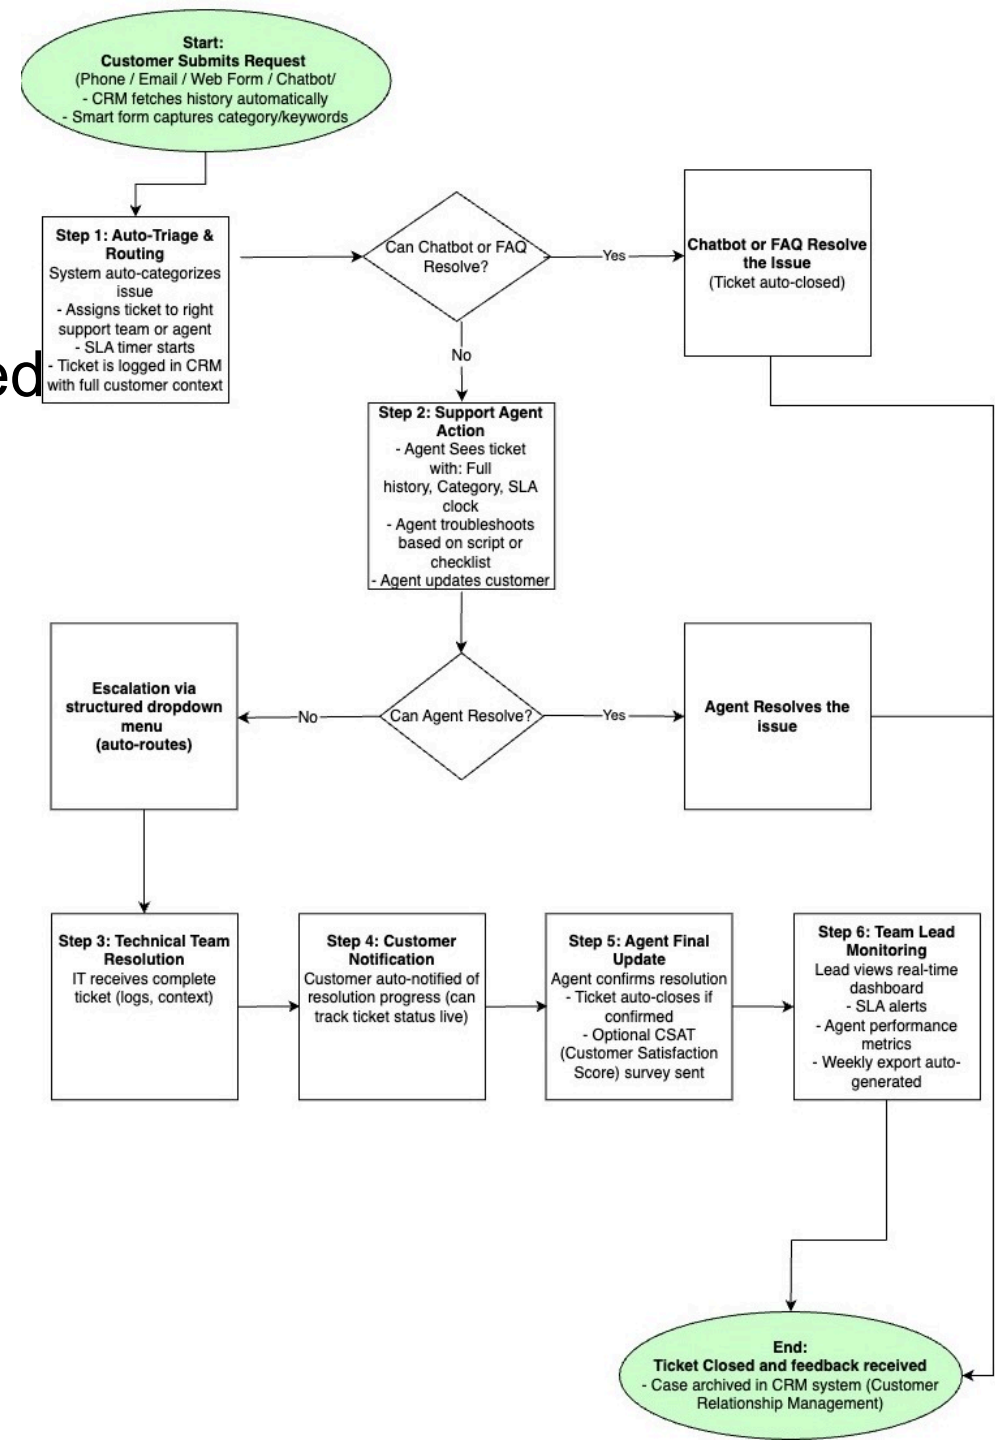 Start:
Customer Submits Request
(Phone / Email / Web Form / Chatbot/
- CRM fetches history automatically
- Smart form captures category/keywords
Step 1: Auto-Triage &
Routing
System auto-categorizes
issue
- Assigns ticket to right
support team or agent
- SLA timer starts
- Ticket is logged in CRM
with full customer context
ed
Can Chatbot or FAQ
Resolve?
Yes
Chatbot or FAQ Resolve
the Issue
(Ticket auto-closed)
No
Step 2: Support Agent
Action
- Agent Sees ticket
with: Full
history, Category, SLA
clock
- Agent troubleshoots
based on script or
checklist
- Agent updates customer
Can Agent Resolve?
Yes
Agent Resolves the
issue
No
Escalation via
structured dropdown
menu
(auto-routes)
Step 3: Technical Team
Resolution
IT receives complete
ticket (logs, context)
Step 4: Customer
Notification
Customer auto-notified of
resolution progress (can
track ticket status live)
Step 5: Agent Final
Update
Agent confirms resolution
- Ticket auto-closes if
confirmed
- Optional CSAT
(Customer Satisfaction
Score) survey sent
Step 6: Team Lead
Monitoring
Lead views real-time
dashboard
- SLA alerts
- Agent performance
metrics
- Weekly export auto-
generated
End:
Ticket Closed and feedback received
- Case archived in CRM system (Customer
Relationship Management)